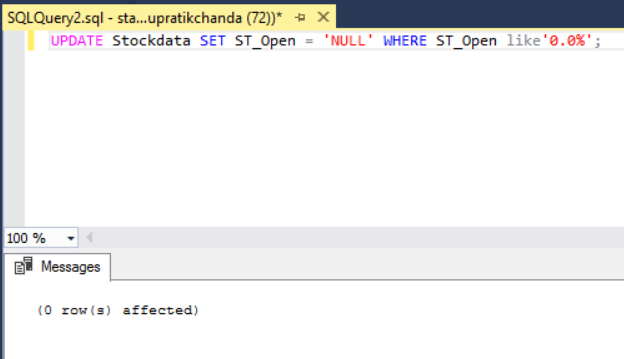 SQLQuery2.sql - sta...upratikchanda (72))*
UPDATE Stockdata SET ST_Open = 'NULL' WHERE ST_Open like'0.0%';
100 %
Messages
(0 row(s) affected)